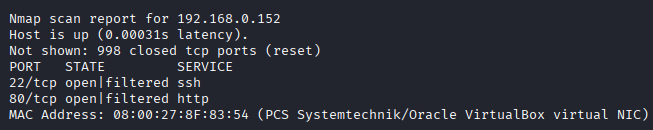 Nmap scan report for 192.168.0.152
Host is up (0.00031s latency).
Not shown: 998 closed tcp ports (reset)
PORT   STATE         SERVICE
22/tcp open|filtered ssh
80/tcp open|filtered http
MAC Address: 08:00:27:8F:83:54 (PCS Systemtechnik/Oracle VirtualBox virtual NIC)